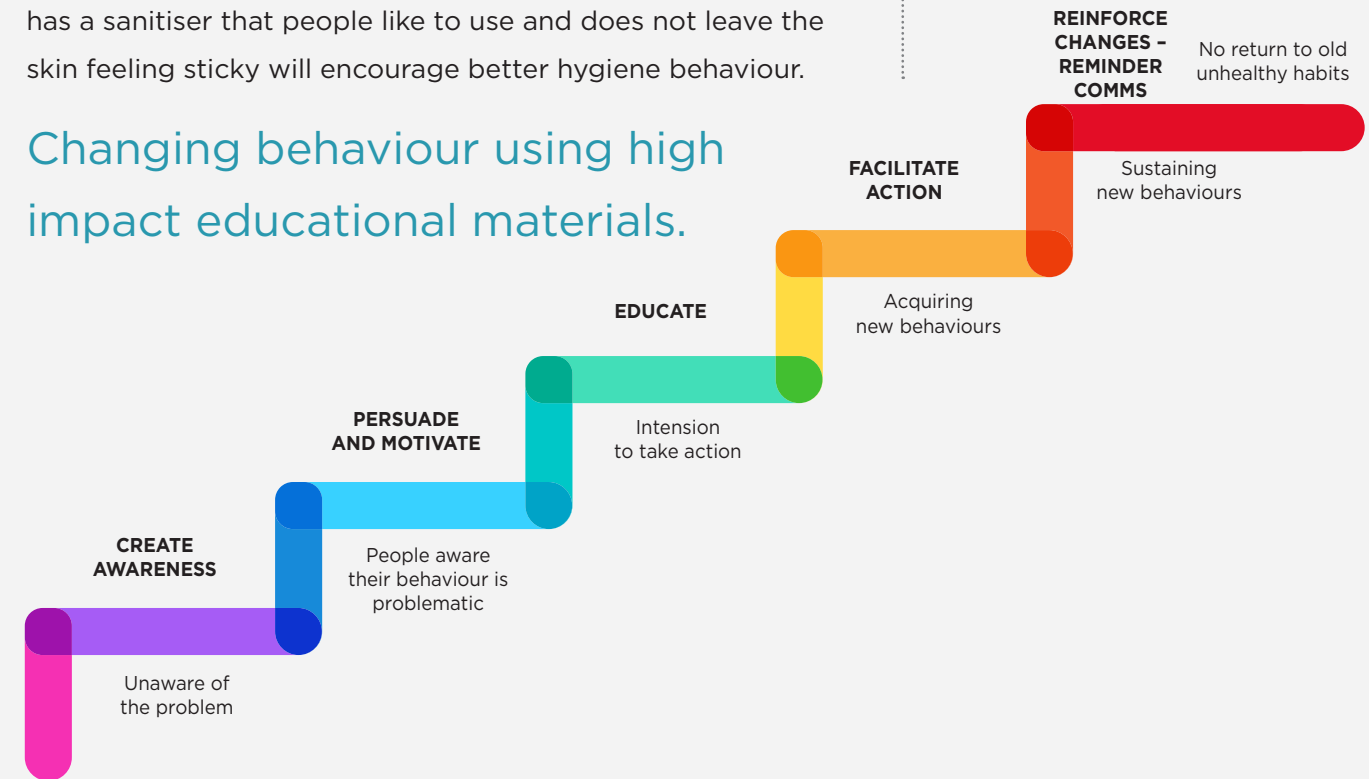 has a sanitiser that people like to use and does not leave the
skin feeling sticky will encourage better hygiene behaviour.
Changing behaviour using high
impact educational materials.
REINFORCE
CHANGES –
REMINDER
COMMS
No return to old
unhealthy habits
Sustaining
new behaviours
FACILITATE
ACTION
Acquiring
new behaviours
EDUCATE
Intension
to take action
PERSUADE
AND MOTIVATE
People aware
their behaviour is
problematic
CREATE
AWARENESS
Unaware of
the problem